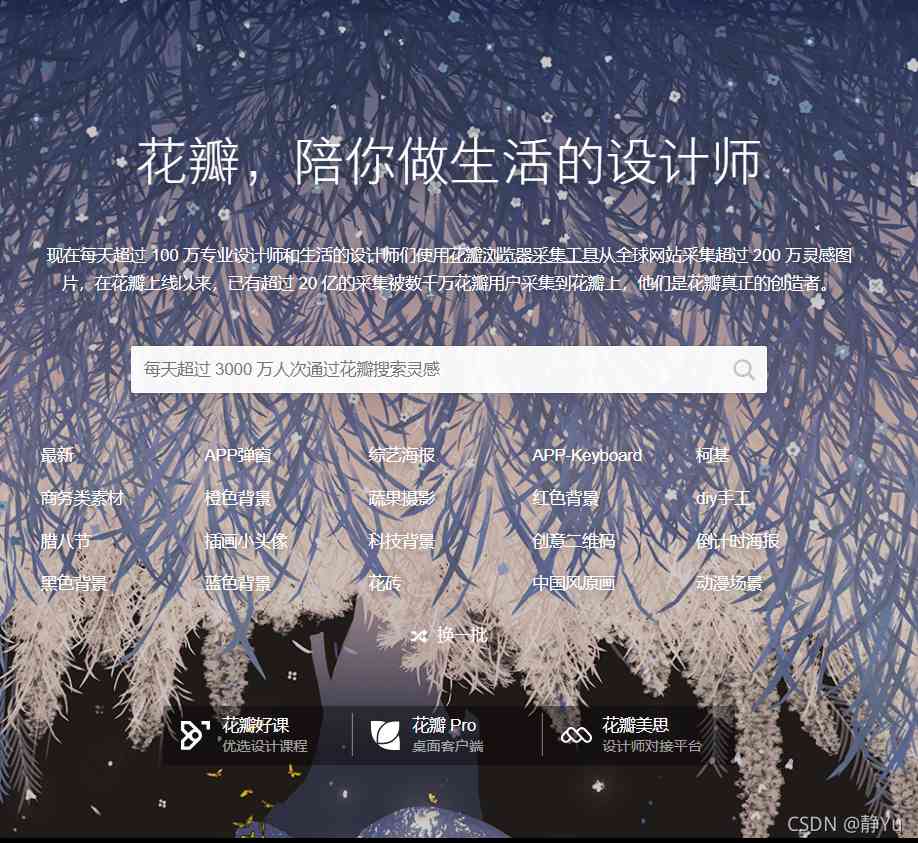 花瓣，陪你做生活的设计师
现在每天超过 100 万专业设计师和生活的设计师们使用花瓣浏览器采集工具从全球网站采集超过 200 万灵感图
片，在花瓣上线以来，已有超过 20 亿的采集被数千万花瓣用户采集到花瓣上，他们是花瓣真正的创造者。
每天超过 3000 万人次通过花瓣搜索灵感
最新 APP弹窗 综艺海报 APP-Keyboard 柯基
商务类素材 橙色背景 蔬果摄影 红色背景 diy手工
腊八节 插画小头像 科技背景 创意二维码 倒计时海报
黑色背景 蓝色背景 花砖 中国风原画 动漫场景
换一批
花瓣好课 花瓣 Pro 花瓣美思
优选设计课程 桌面客户端 设计师对接平台
CSDN @静Yu